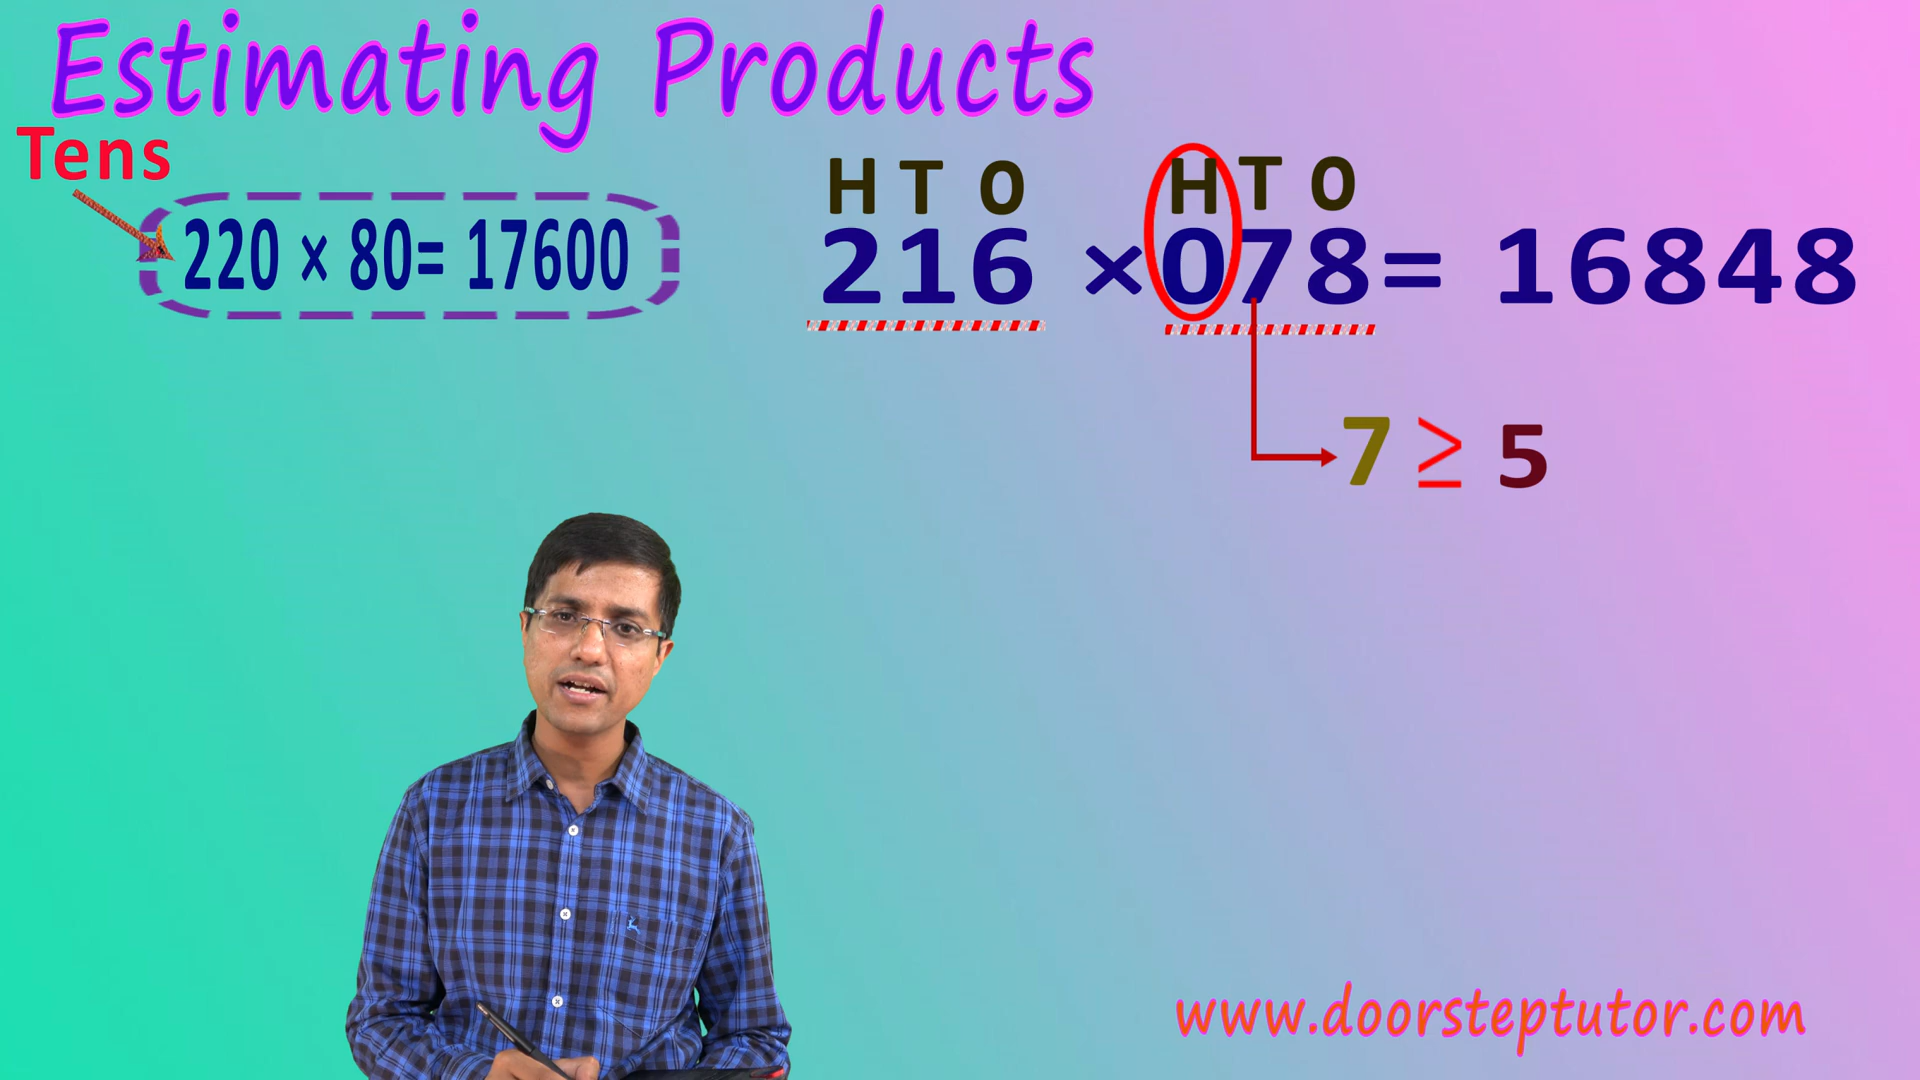 Estimating Products
Tens
220 × 80= 17600
H T O H T O
216 ×078= 16848
7 ≥ 5
www.doorsteptutor.com